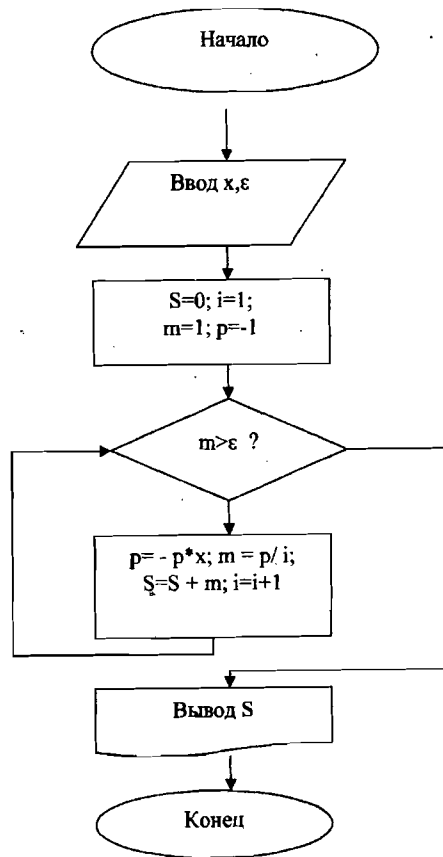 Начало
Ввод x,ε
S=0; i=1;
m=1; p=-1
m>ε ?
p= - p*x; m = p/ i;
S=S + m; i=i+1
Вывод S
Конец